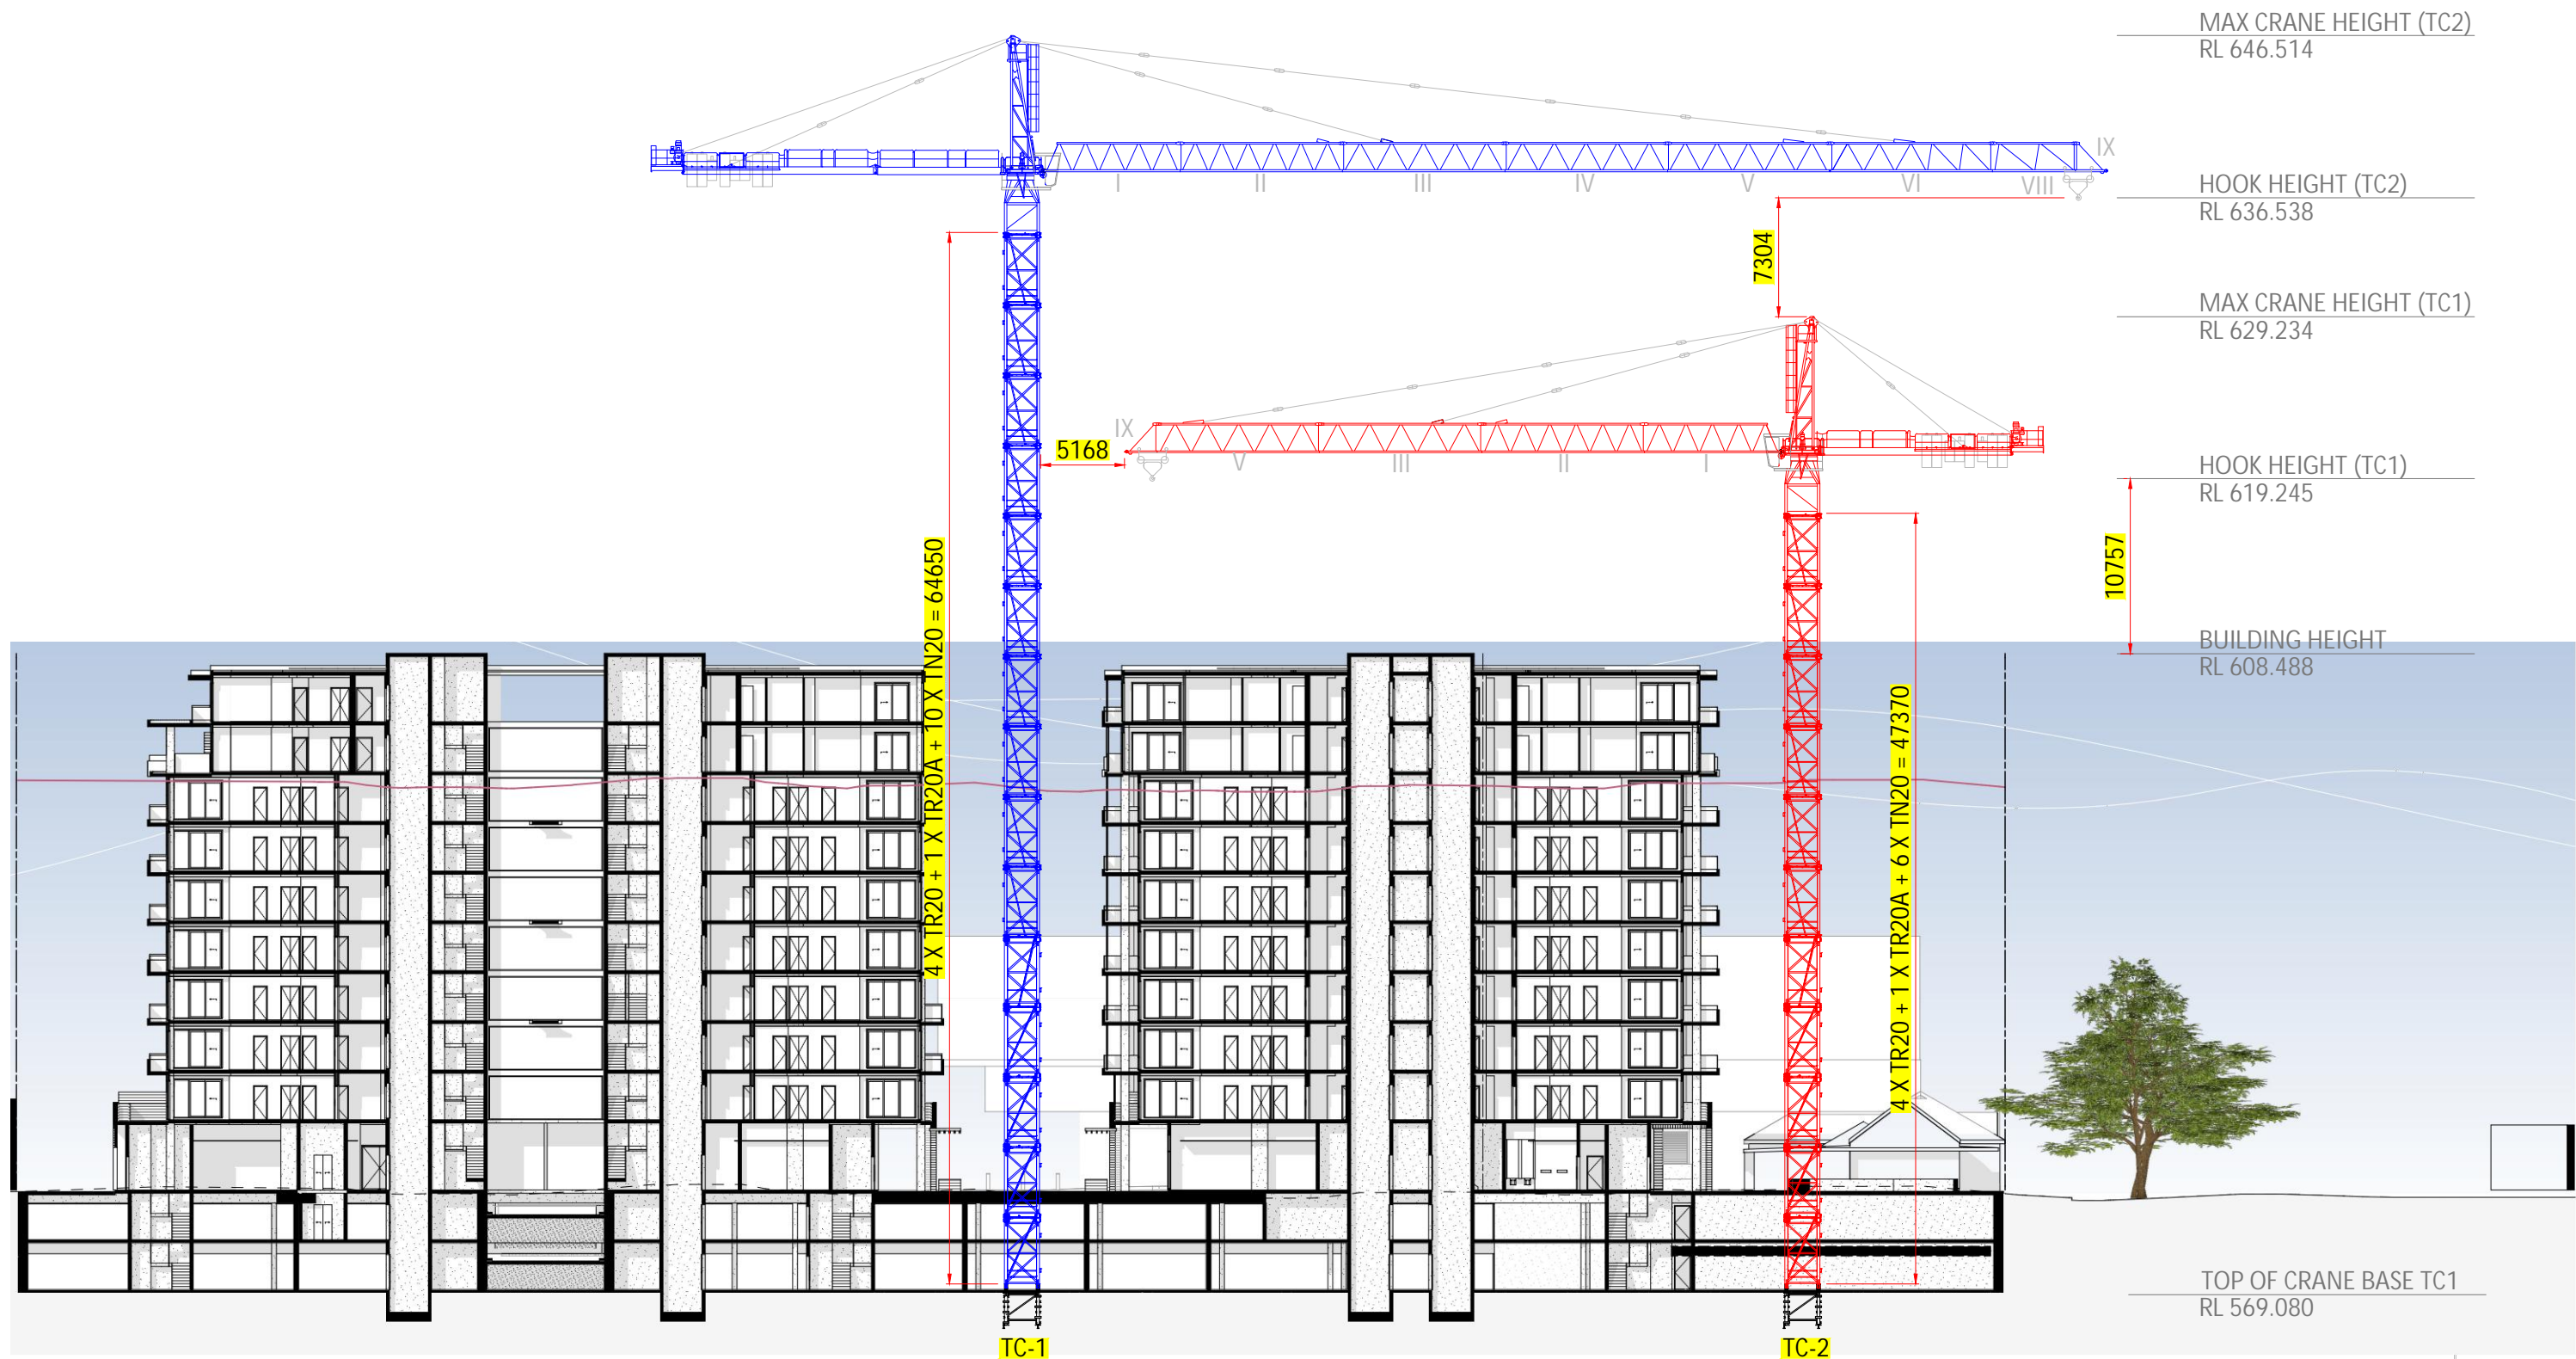 MAX CRANE HEIGHT (TC2)
RL 646.514
IX
I II III IV V VI VIII
HOOK HEIGHT (TC2)
RL 636.538
7304
MAX CRANE HEIGHT (TC1)
RL 629.234
IX
5168
V III II I
HOOK HEIGHT (TC1)
RL 619.245
10757
4 X TR20 + 1 X TR20A + 10 X TN20 = 64650
BUILDING HEIGHT
RL 608.488
4 X TR20 + 1 X TR20A + 6 X TN20 = 47370
TOP OF CRANE BASE TC1
RL 569.080
TC-1
TC-2